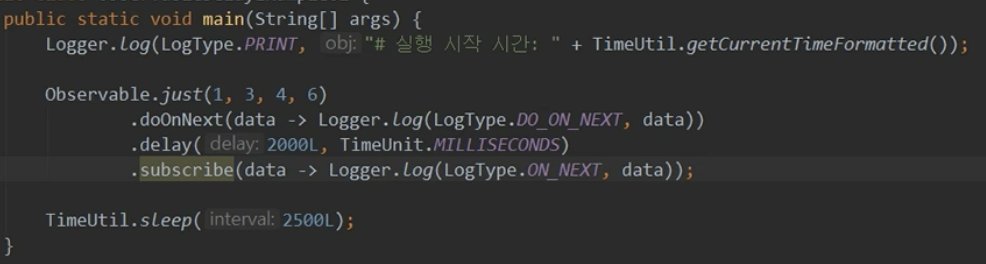 public static void main(String[] args) {
Logger.log(LogType.PRINT, obj: "# 실행 시작 시간: " + TimeUtil.getCurrentTimeFormatted());
Observable.just(1, 3, 4, 6)
.doOnNext(data -> Logger.log(LogType.DO_ON_NEXT, data))
.delay( delay: 2000L, TimeUnit.MILLISECONDS)
.subscribe(data -> Logger.log(LogType.ON_NEXT, data));
TimeUtil.sleep( interval: 2500L);
}